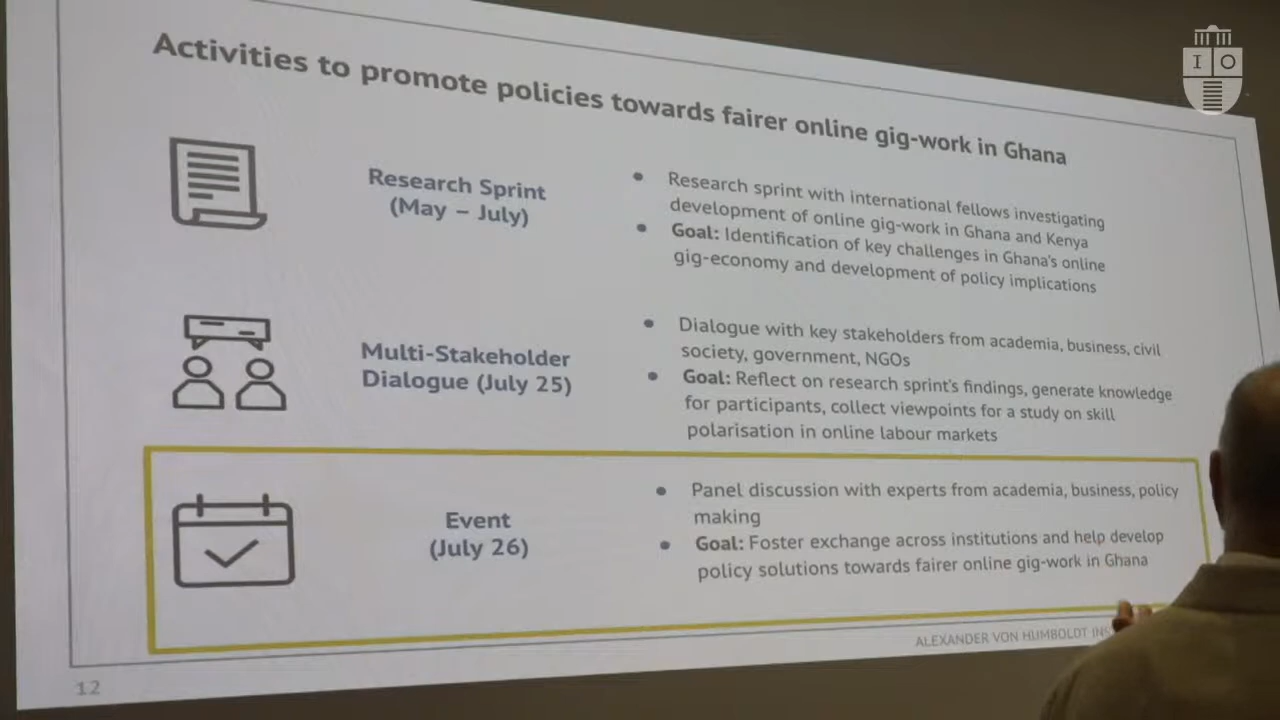 I O
Activities to promote policies towards fairer online gig-work in Ghana
Research Sprint
(May – July)
● Research sprint with international fellows investigating
development of online gig-work in Ghana and Kenya
● Goal: Identification of key challenges in Ghana's online
gig-economy and development of policy implications
Multi-Stakeholder
Dialogue (July 25)
● Dialogue with key stakeholders from academia, business, civil
society, government, NGOs
● Goal: Reflect on research sprint's findings, generate knowledge
for participants, collect viewpoints for a study on skill
polarisation in online labour markets
Event
(July 26)
● Panel discussion with experts from academia, business, policy
making
● Goal: Foster exchange across institutions and help develop
policy solutions towards fairer online gig-work in Ghana
ALEXANDER VON HUMBOLDT
12